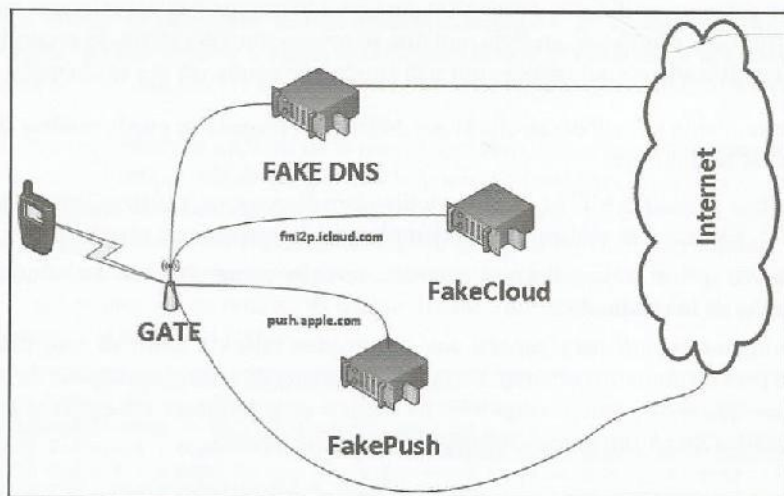 FAKE DNS
fmi2p.icloud.com
FakeCloud
GATE
push.apple.com
FakePush
Internet